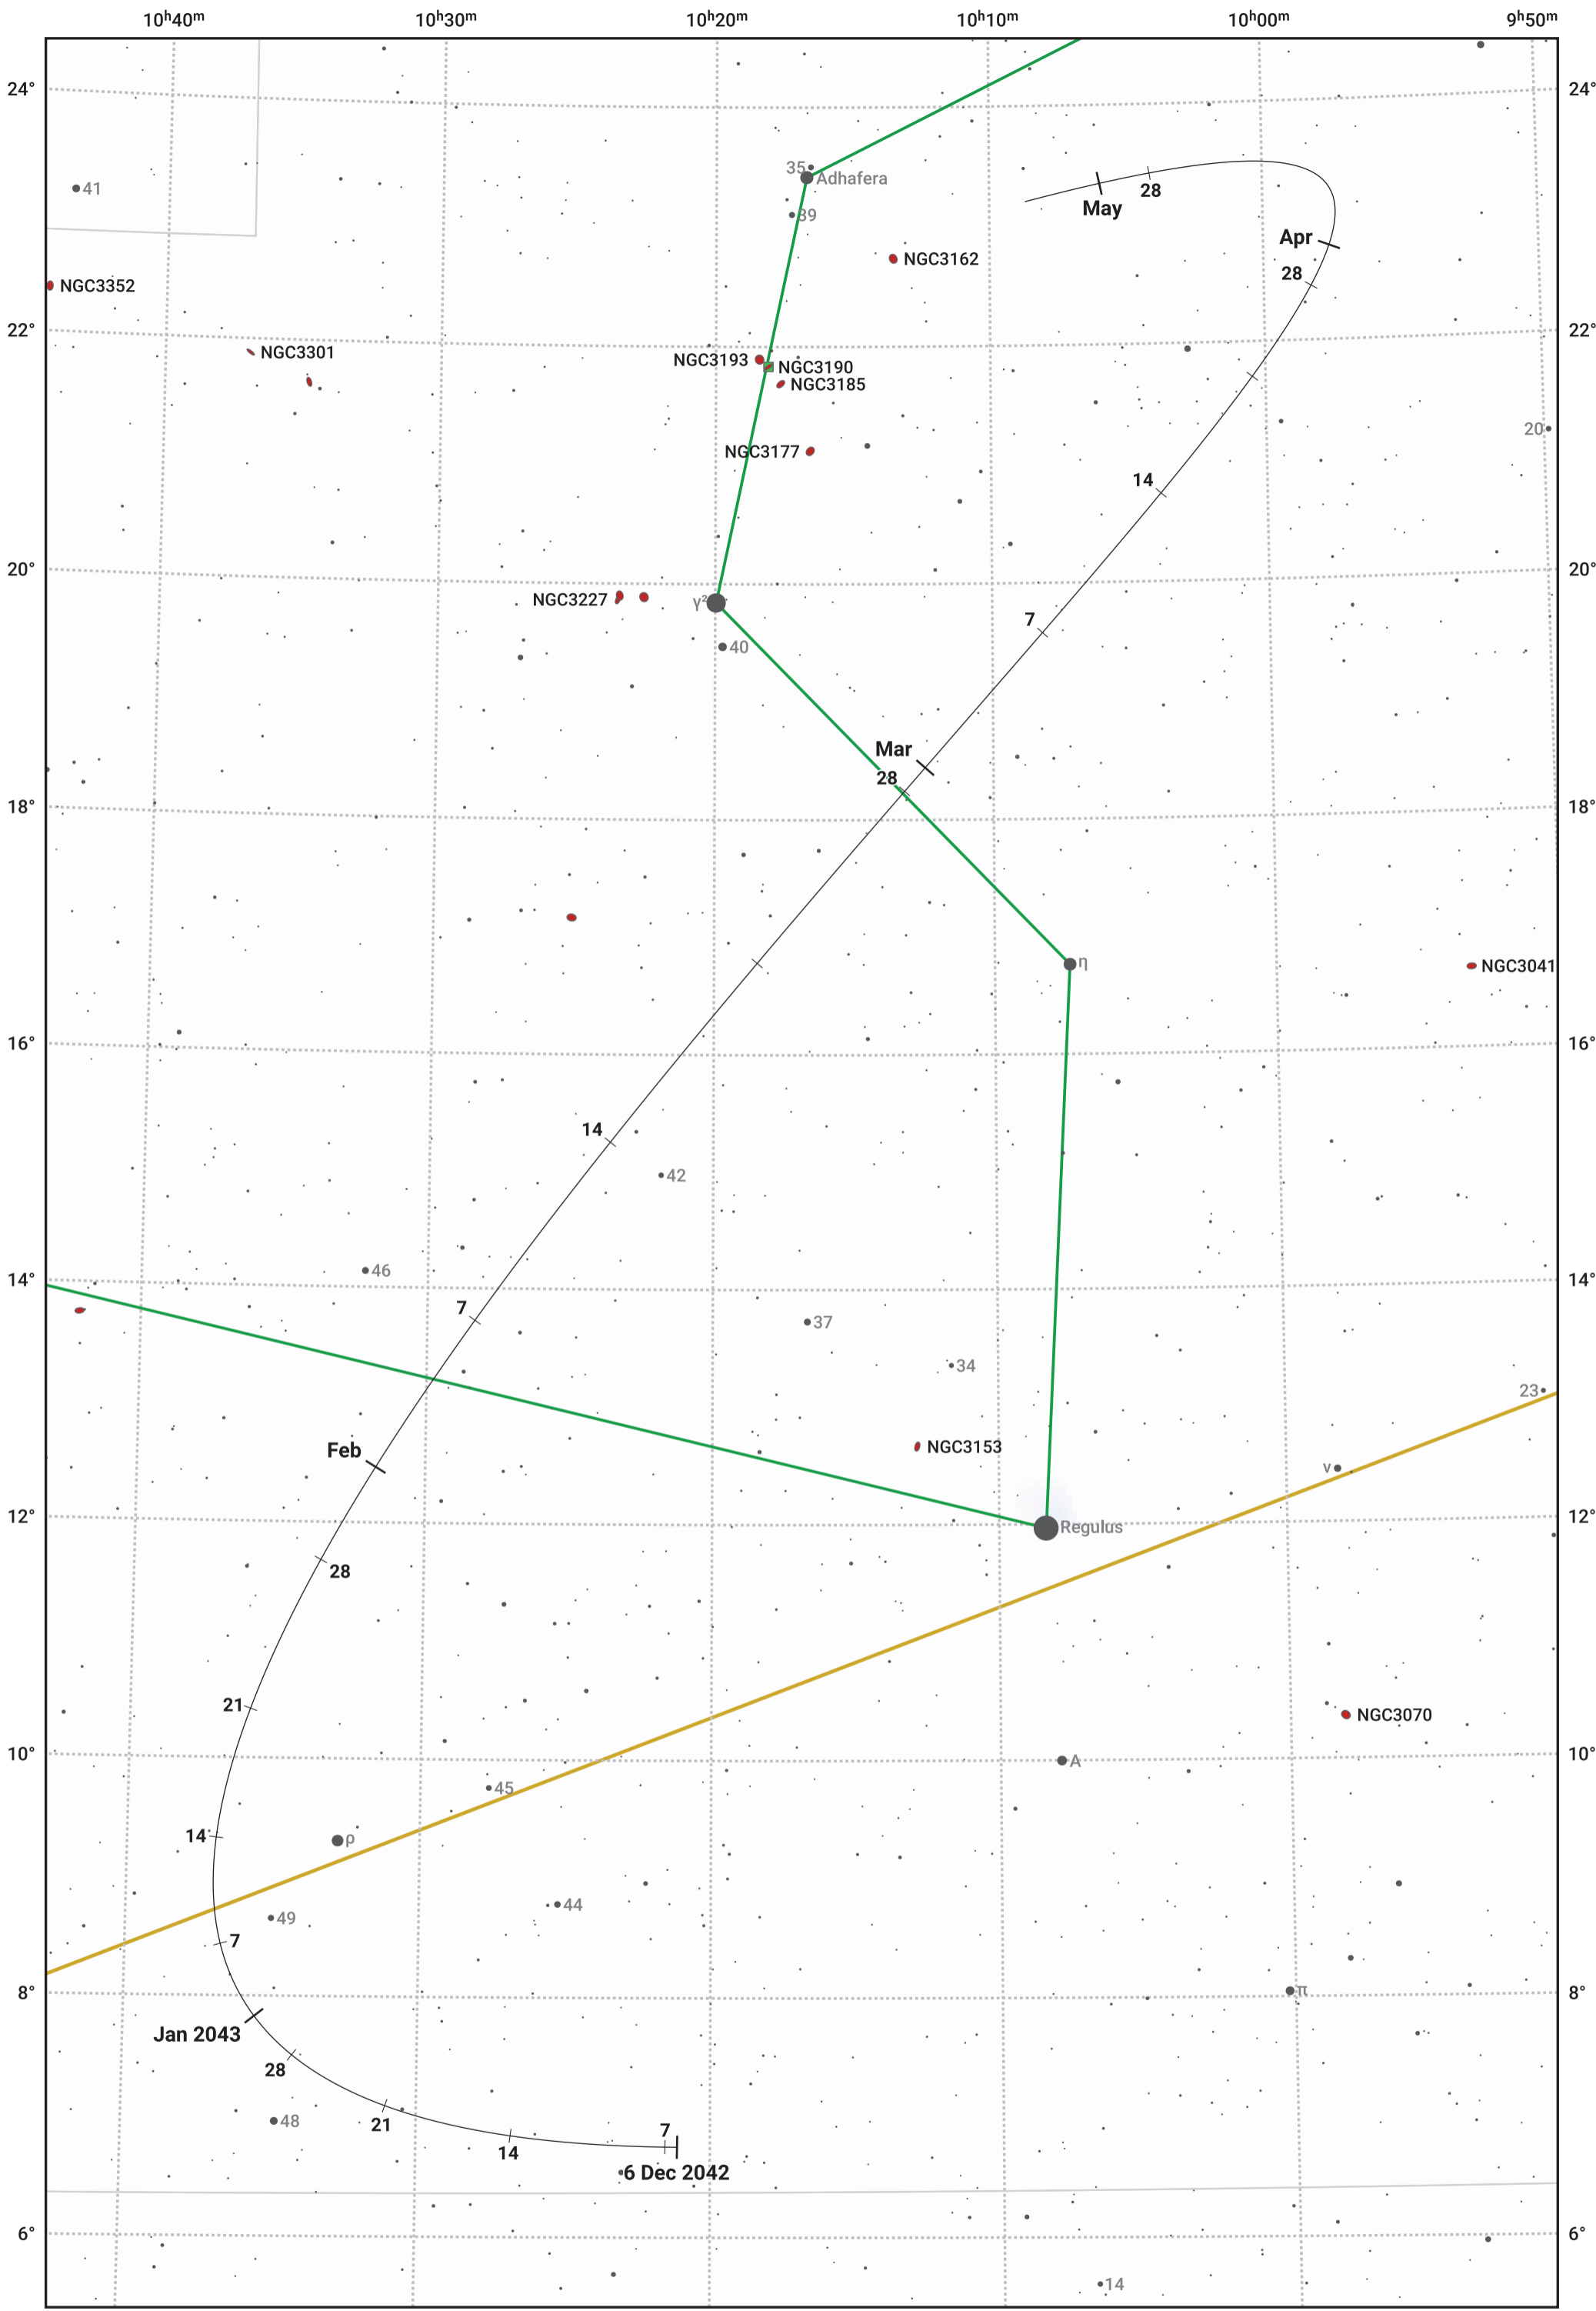 10ʰ40ᵐ 10ʰ30ᵐ 10ʰ20ᵐ 10ʰ10ᵐ 10ʰ00ᵐ 9ʰ50ᵐ
24° 24°
35
Adhafera
41
28
May
39
Apr
NGC3162
28
NGC3352
22° 22°
NGC3301
NGC3193
NGC3190
NGC3185
20
NGC3177
14
20° 20°
NGC3227
γ²
7
40
Mar
28
18° 18°
η
NGC3041
16° 16°
14
42
46
14° 14°
7
37
34
23
NGC3153
Feb
ν
12° 12°
Regulus
28
21
NGC3070
10° 10°
A
45
14
ρ
44
49
7
8° 8°
π
Jan 2043
28
48
21
7
14
6 Dec 2042
6° 6°
14